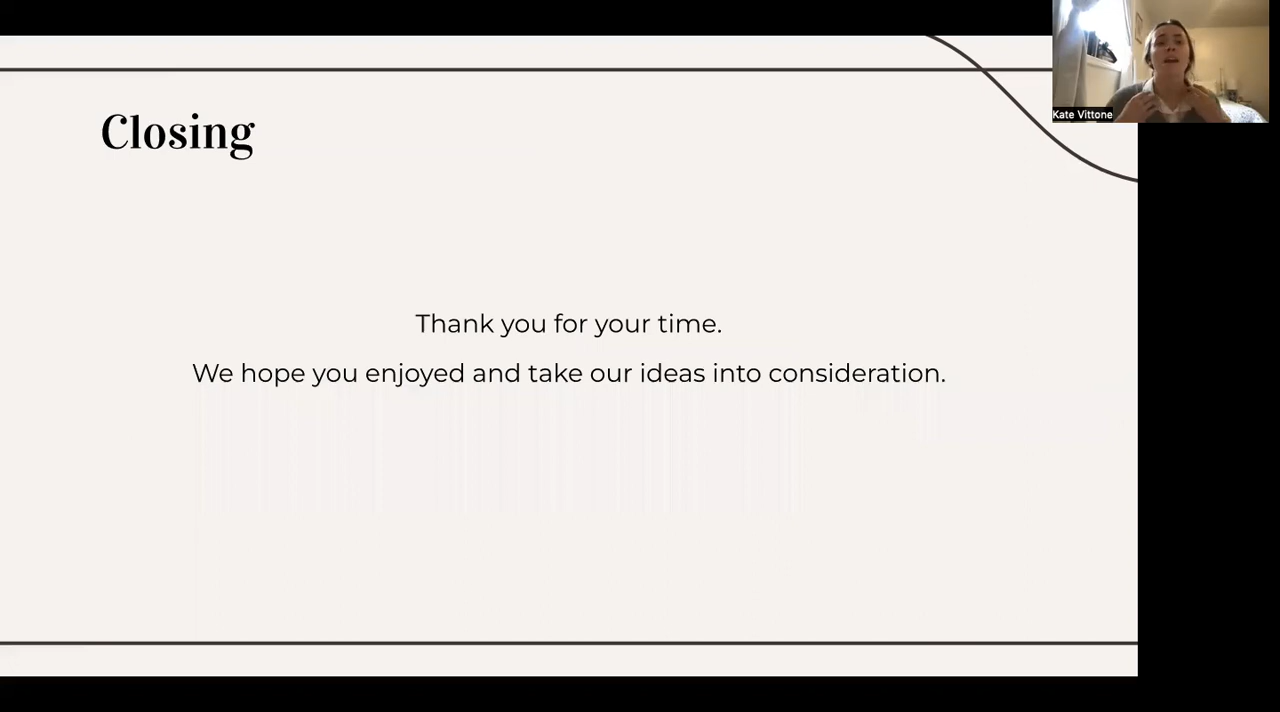 Closing
Kate Vittone
Thank you for your time.
We hope you enjoyed and take our ideas into consideration.